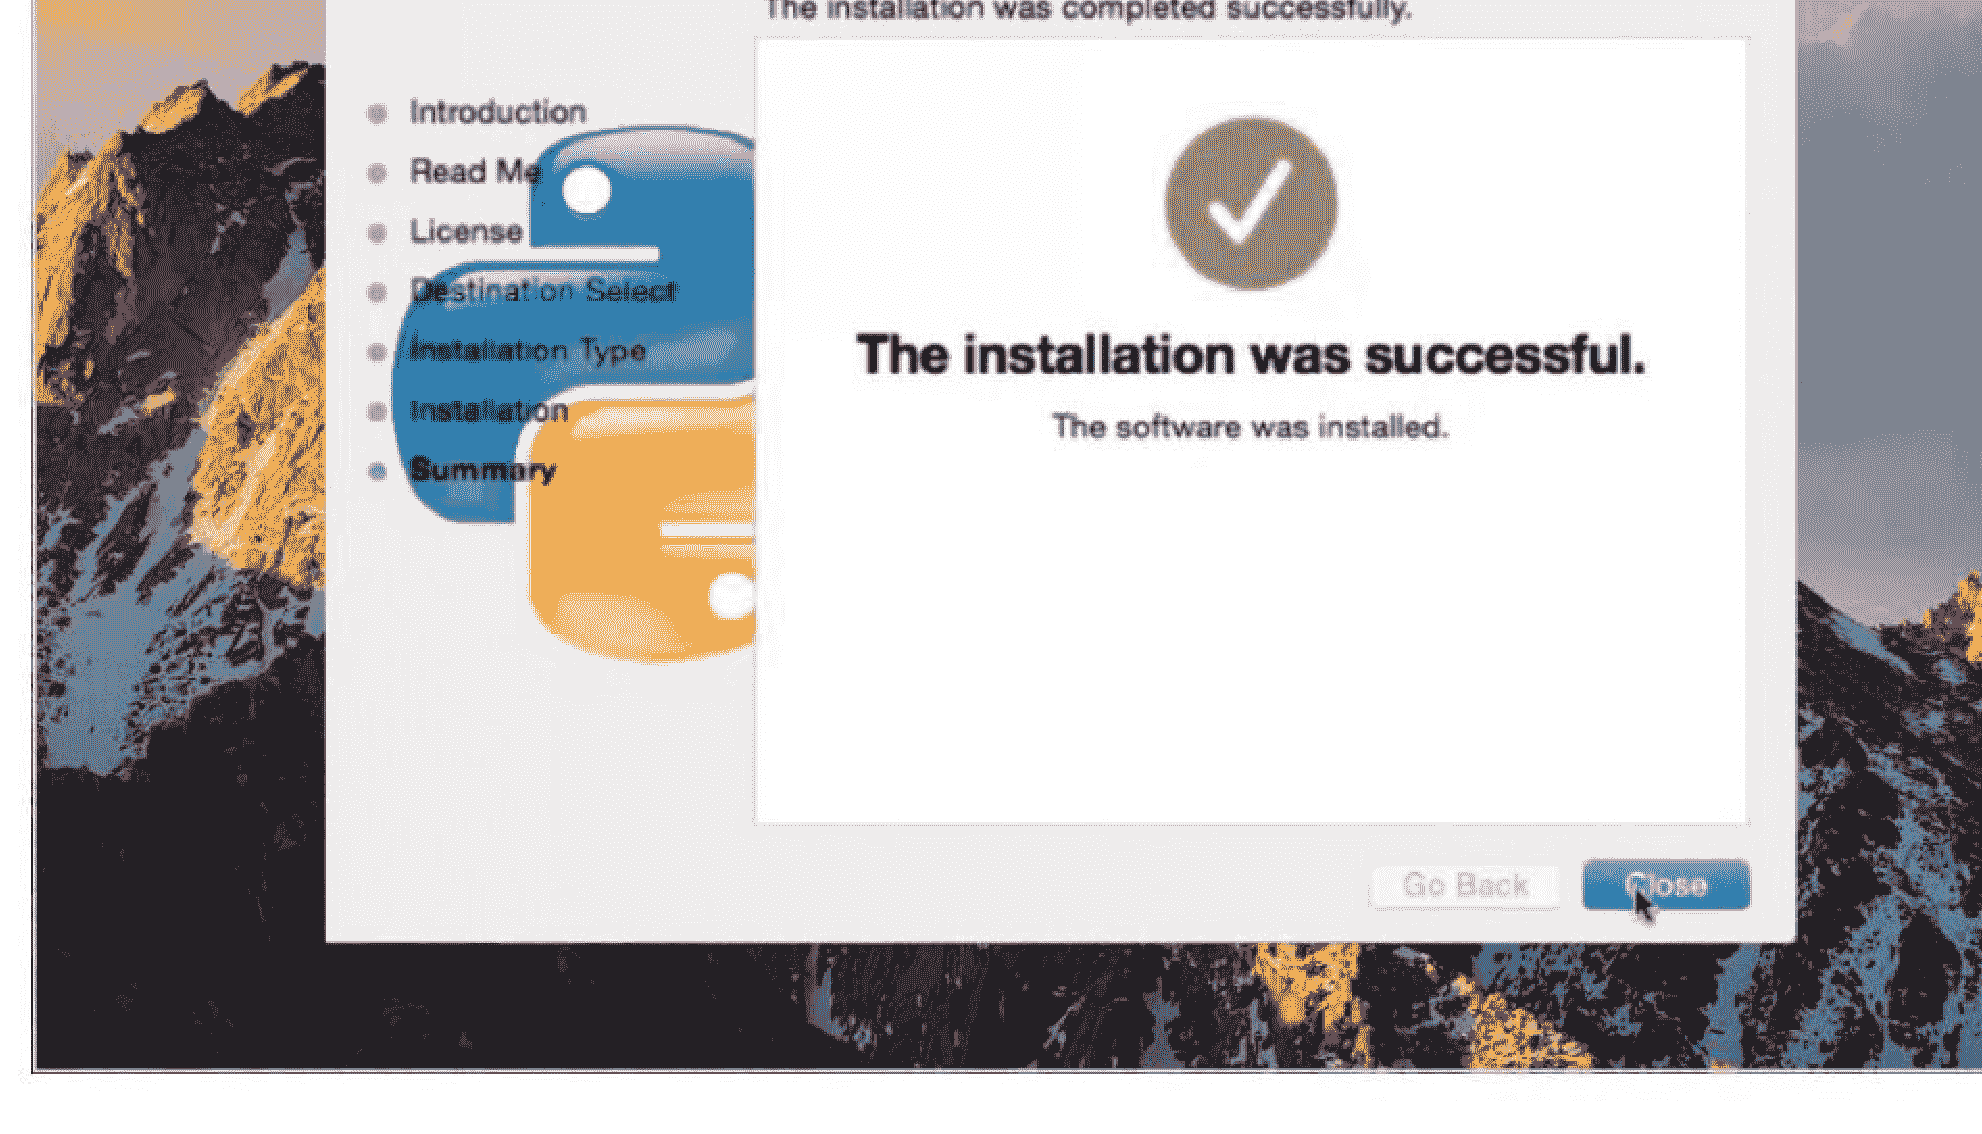 The installation was completed successfully.
Introduction
Read Me
License
Destination Select
Installation Type
Installation
Summary
The installation was successful.
The software was installed.
Go Back
Close